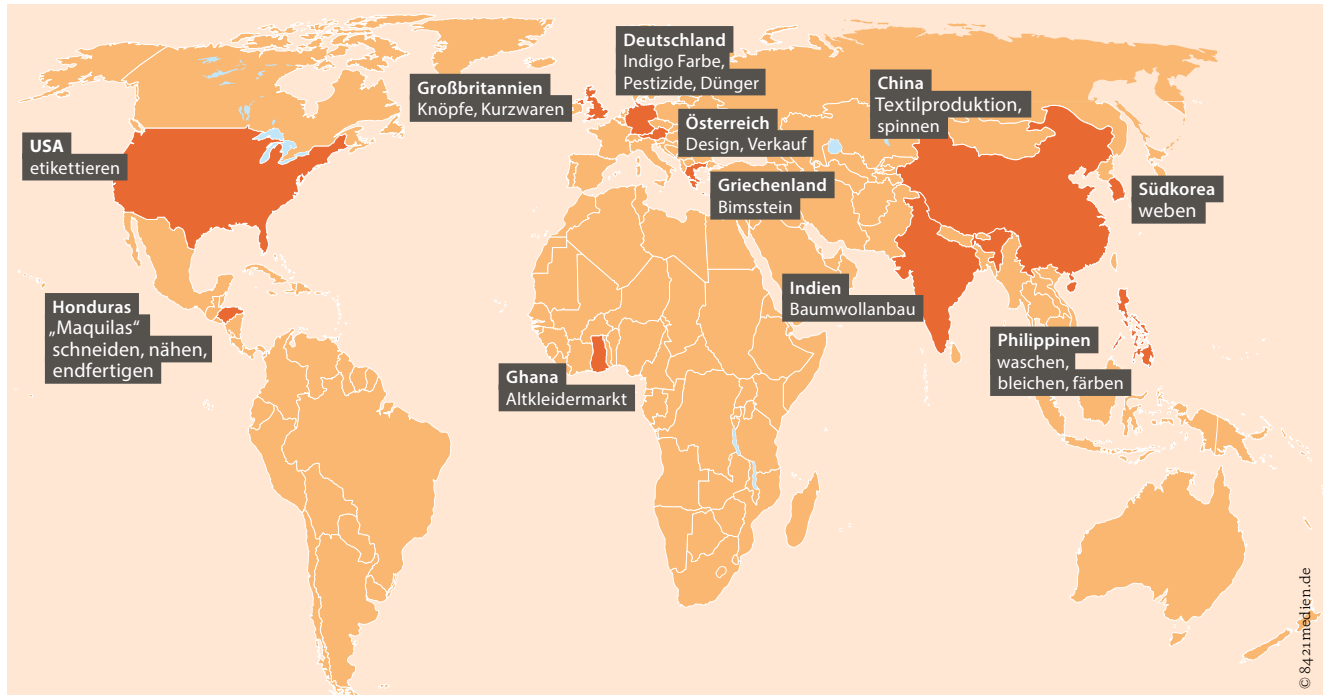 Deutschland
Indigo Farbe,
Pestizide, Dünger
Großbritannien
Knöpfe, Kurzwaren
China
Textilproduktion,
spinnen
Österreich
Design, Verkauf
USA
etikettieren
Griechenland
Bimsstein
Südkorea
weben
Indien
Baumwollanbau
Honduras
„Maquilas“
schneiden, nähen,
endfertigen
Philippinen
waschen,
bleichen, färben
Ghana
Altkleidermarkt
© 8421medien.de